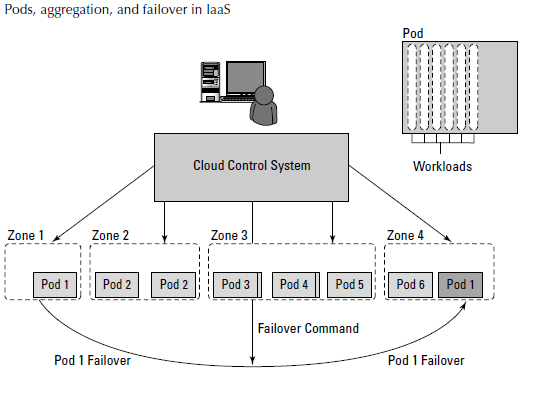 Pods, aggregation, and failover in IaaS
Pod
Workloads
Cloud Control System
Zone 1
Zone 2
Zone 3
Zone 4
Pod 1
Pod 2
Pod 2
Pod 3
Pod 4
Pod 5
Pod 6
Pod 1
Failover Command
Pod 1 Failover
Pod 1 Failover